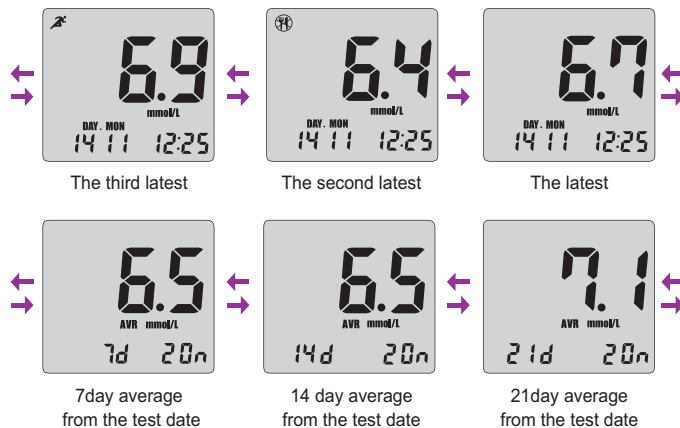 6.9
mmol/L
DAY. MON
14 11 12:25
The third latest
6.4
mmol/L
DAY. MON
14 11 12:25
The second latest
6.7
mmol/L
DAY. MON
14 11 12:25
The latest
6.5
AVR mmol/L
7d 20n
7day average
from the test date
6.5
AVR mmol/L
14d 20n
14 day average
from the test date
7.1
AVR mmol/L
21d 20n
21day average
from the test date